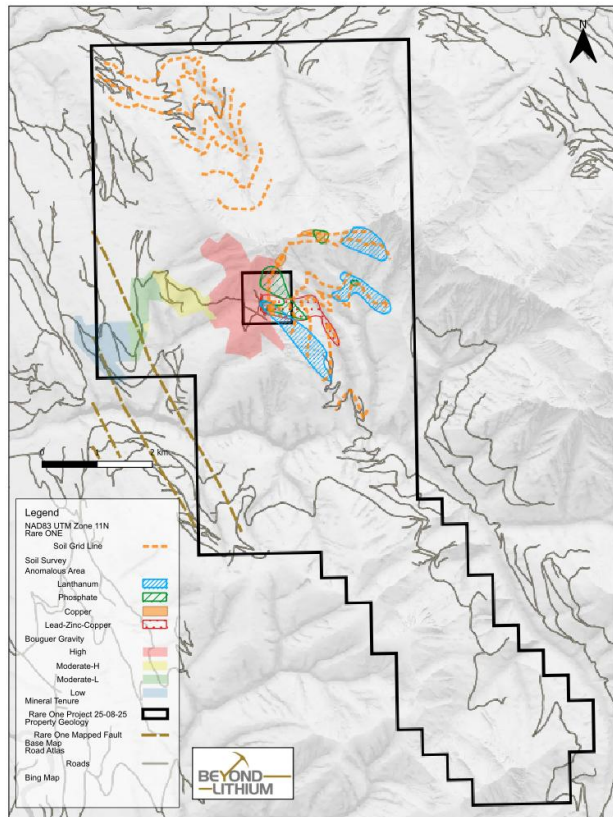 N
0
2 km
Legend
NAD83 UTM Zone 11N
Rare ONE
Soil Grid Line
Soil Survey
Anomalous Area
Lanthanum
Phosphate
Copper
Lead-Zinc-Copper
Bouguer Gravity
High
Moderate-H
Moderate-L
Low
Mineral Tenure
Rare One Project 25-08-25
Property Geology
Rare One Mapped Fault
Base Map
Road Atlas
Roads
Bing Map
BEYOND
LITHIUM